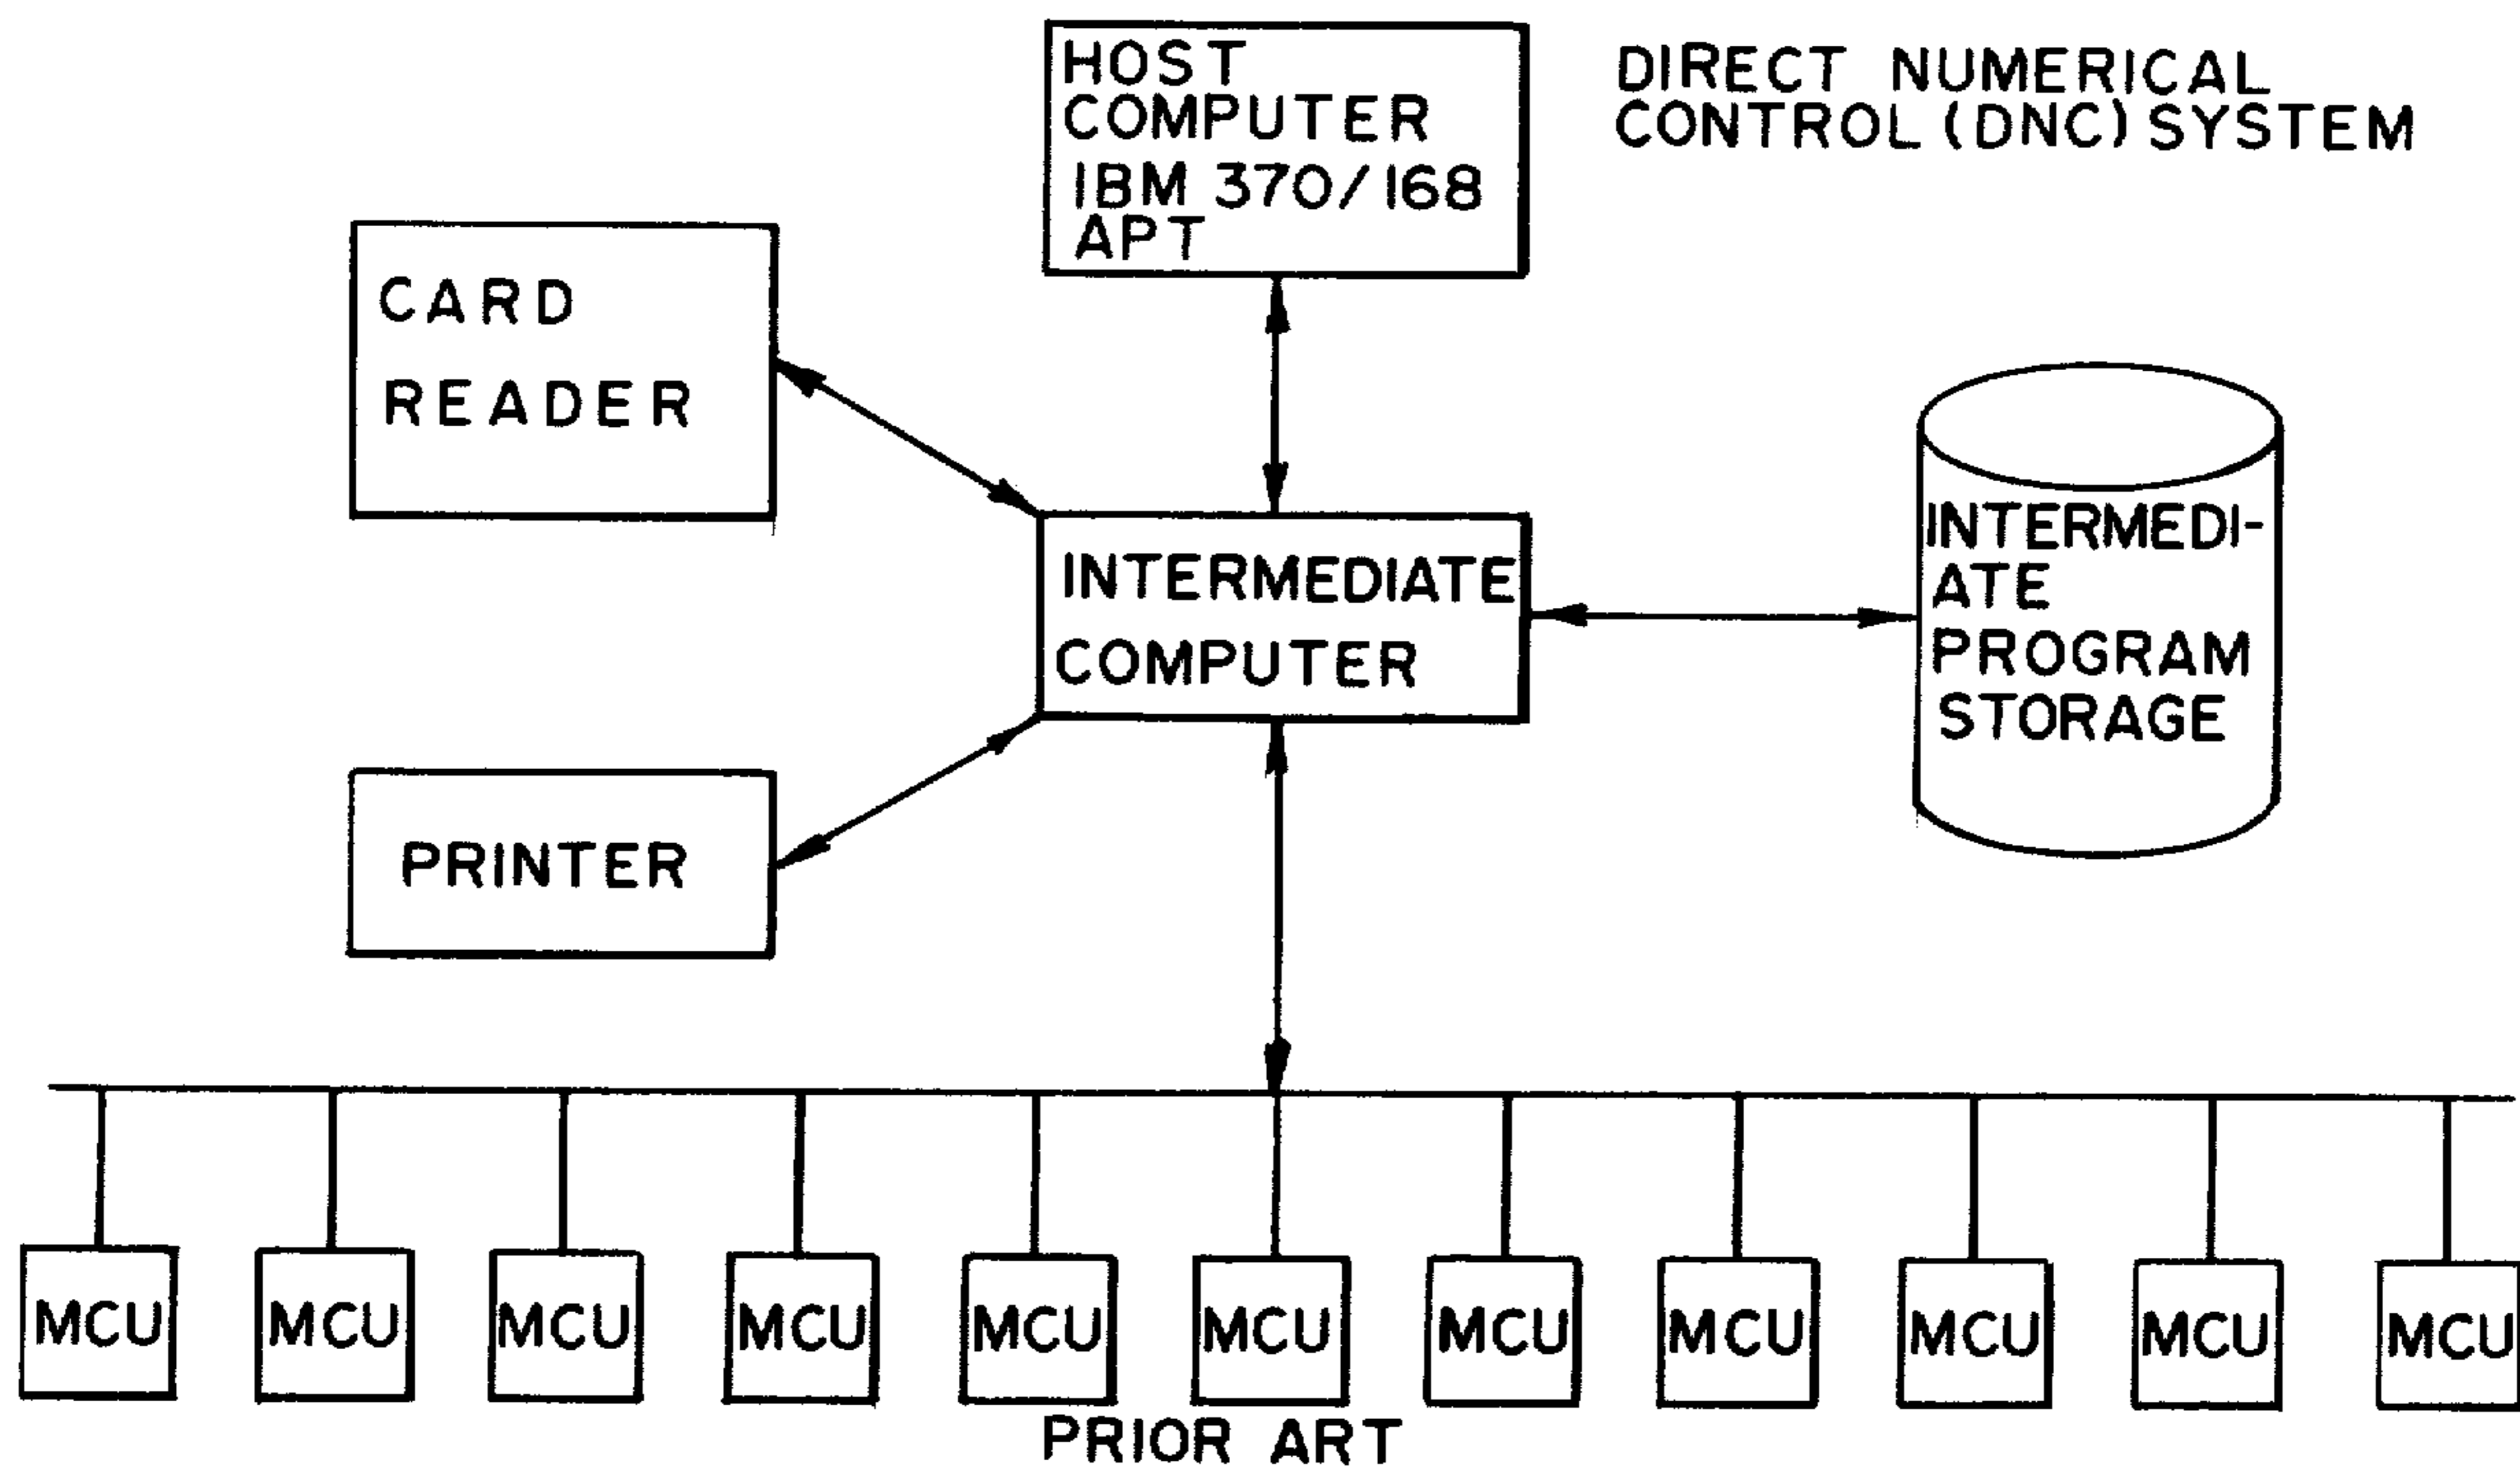 HOST
COMPUTER
IBM 370/168
APT
DIRECT NUMERICAL
CONTROL (DNC) SYSTEM
CARD
READER
INTERMEDIATE
COMPUTER
INTERMEDI-
ATE
PROGRAM
STORAGE
PRINTER
MCU
MCU
MCU
MCU
MCU
MCU
MCU
MCU
MCU
MCU
MCU
PRIOR ART